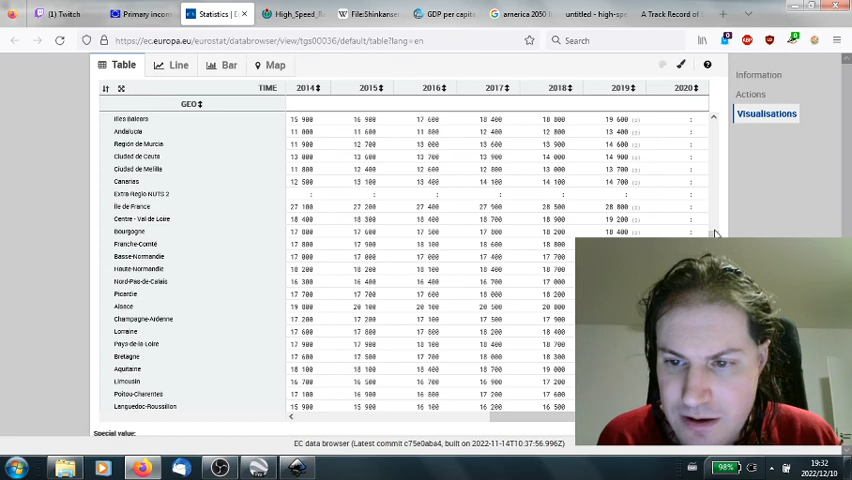 (1) Twitch Primary incom Statistics | E × High_Speed_R W File:Shinkanser GDP per capita america 2050 untitled - high-spe A Track Record of S
https://ec.europa.eu/eurostat/databrowser/view/tgs00036/default/table?lang=en Search
Table Line Bar Map
Information
TIME 2014 2015 2016 2017 2018 2019 2020
Actions
GEO
Visualisations
Illes Balears 15 900 16 900 17 600 18 400 18 800 19 600 :
Andalucía 11 000 11 600 11 800 12 400 12 800 13 400 :
Región de Murcia 11 900 12 700 13 000 13 600 13 900 14 600 :
Ciudad de Ceuta 13 000 13 600 13 700 13 900 14 000 14 900 :
Ciudad de Melilla 11 800 12 400 12 600 12 800 13 000 13 700 :
Canarias 12 500 13 100 13 400 14 100 14 100 14 700 :
Extra-Regio NUTS 2 : : : : : : :
Île de France 27 100 27 200 27 400 27 900 28 500 28 800 :
Centre - Val de Loire 18 400 18 300 18 400 18 700 18 900 19 200 :
Bourgogne 17 800 17 600 17 500 17 800 18 200 18 400 :
Franche-Comté 17 800 17 900 18 100 18 600 18 800
Basse-Normandie 17 000 17 000 17 000 17 400 17 700
Haute-Normandie 18 200 18 200 18 100 18 400 18 700
Nord-Pas-de-Calais 16 300 16 400 16 400 16 700 17 000
Picardie 17 700 17 700 17 600 18 000 18 200
Alsace 19 800 20 100 20 100 20 500 20 800
Champagne-Ardenne 17 200 17 200 17 100 17 500 17 900
Lorraine 17 600 17 800 17 800 18 200 18 400
Pays-de-la-Loire 17 900 17 900 18 100 18 400 18 700
Bretagne 17 600 17 500 17 700 18 000 18 300
Aquitaine 18 100 18 100 18 400 18 700 19 000
Limousin 16 700 16 700 16 600 16 900 17 200
Poitou-Charentes 16 900 16 900 16 800 17 200 17 600
Languedoc-Roussillon 15 900 15 900 16 100 16 200 16 500
Special value:
EC data browser (Latest commit c75e0ab4, built on 2022-11-14T10:37:56.996Z)
98% 19:32
2022/12/10